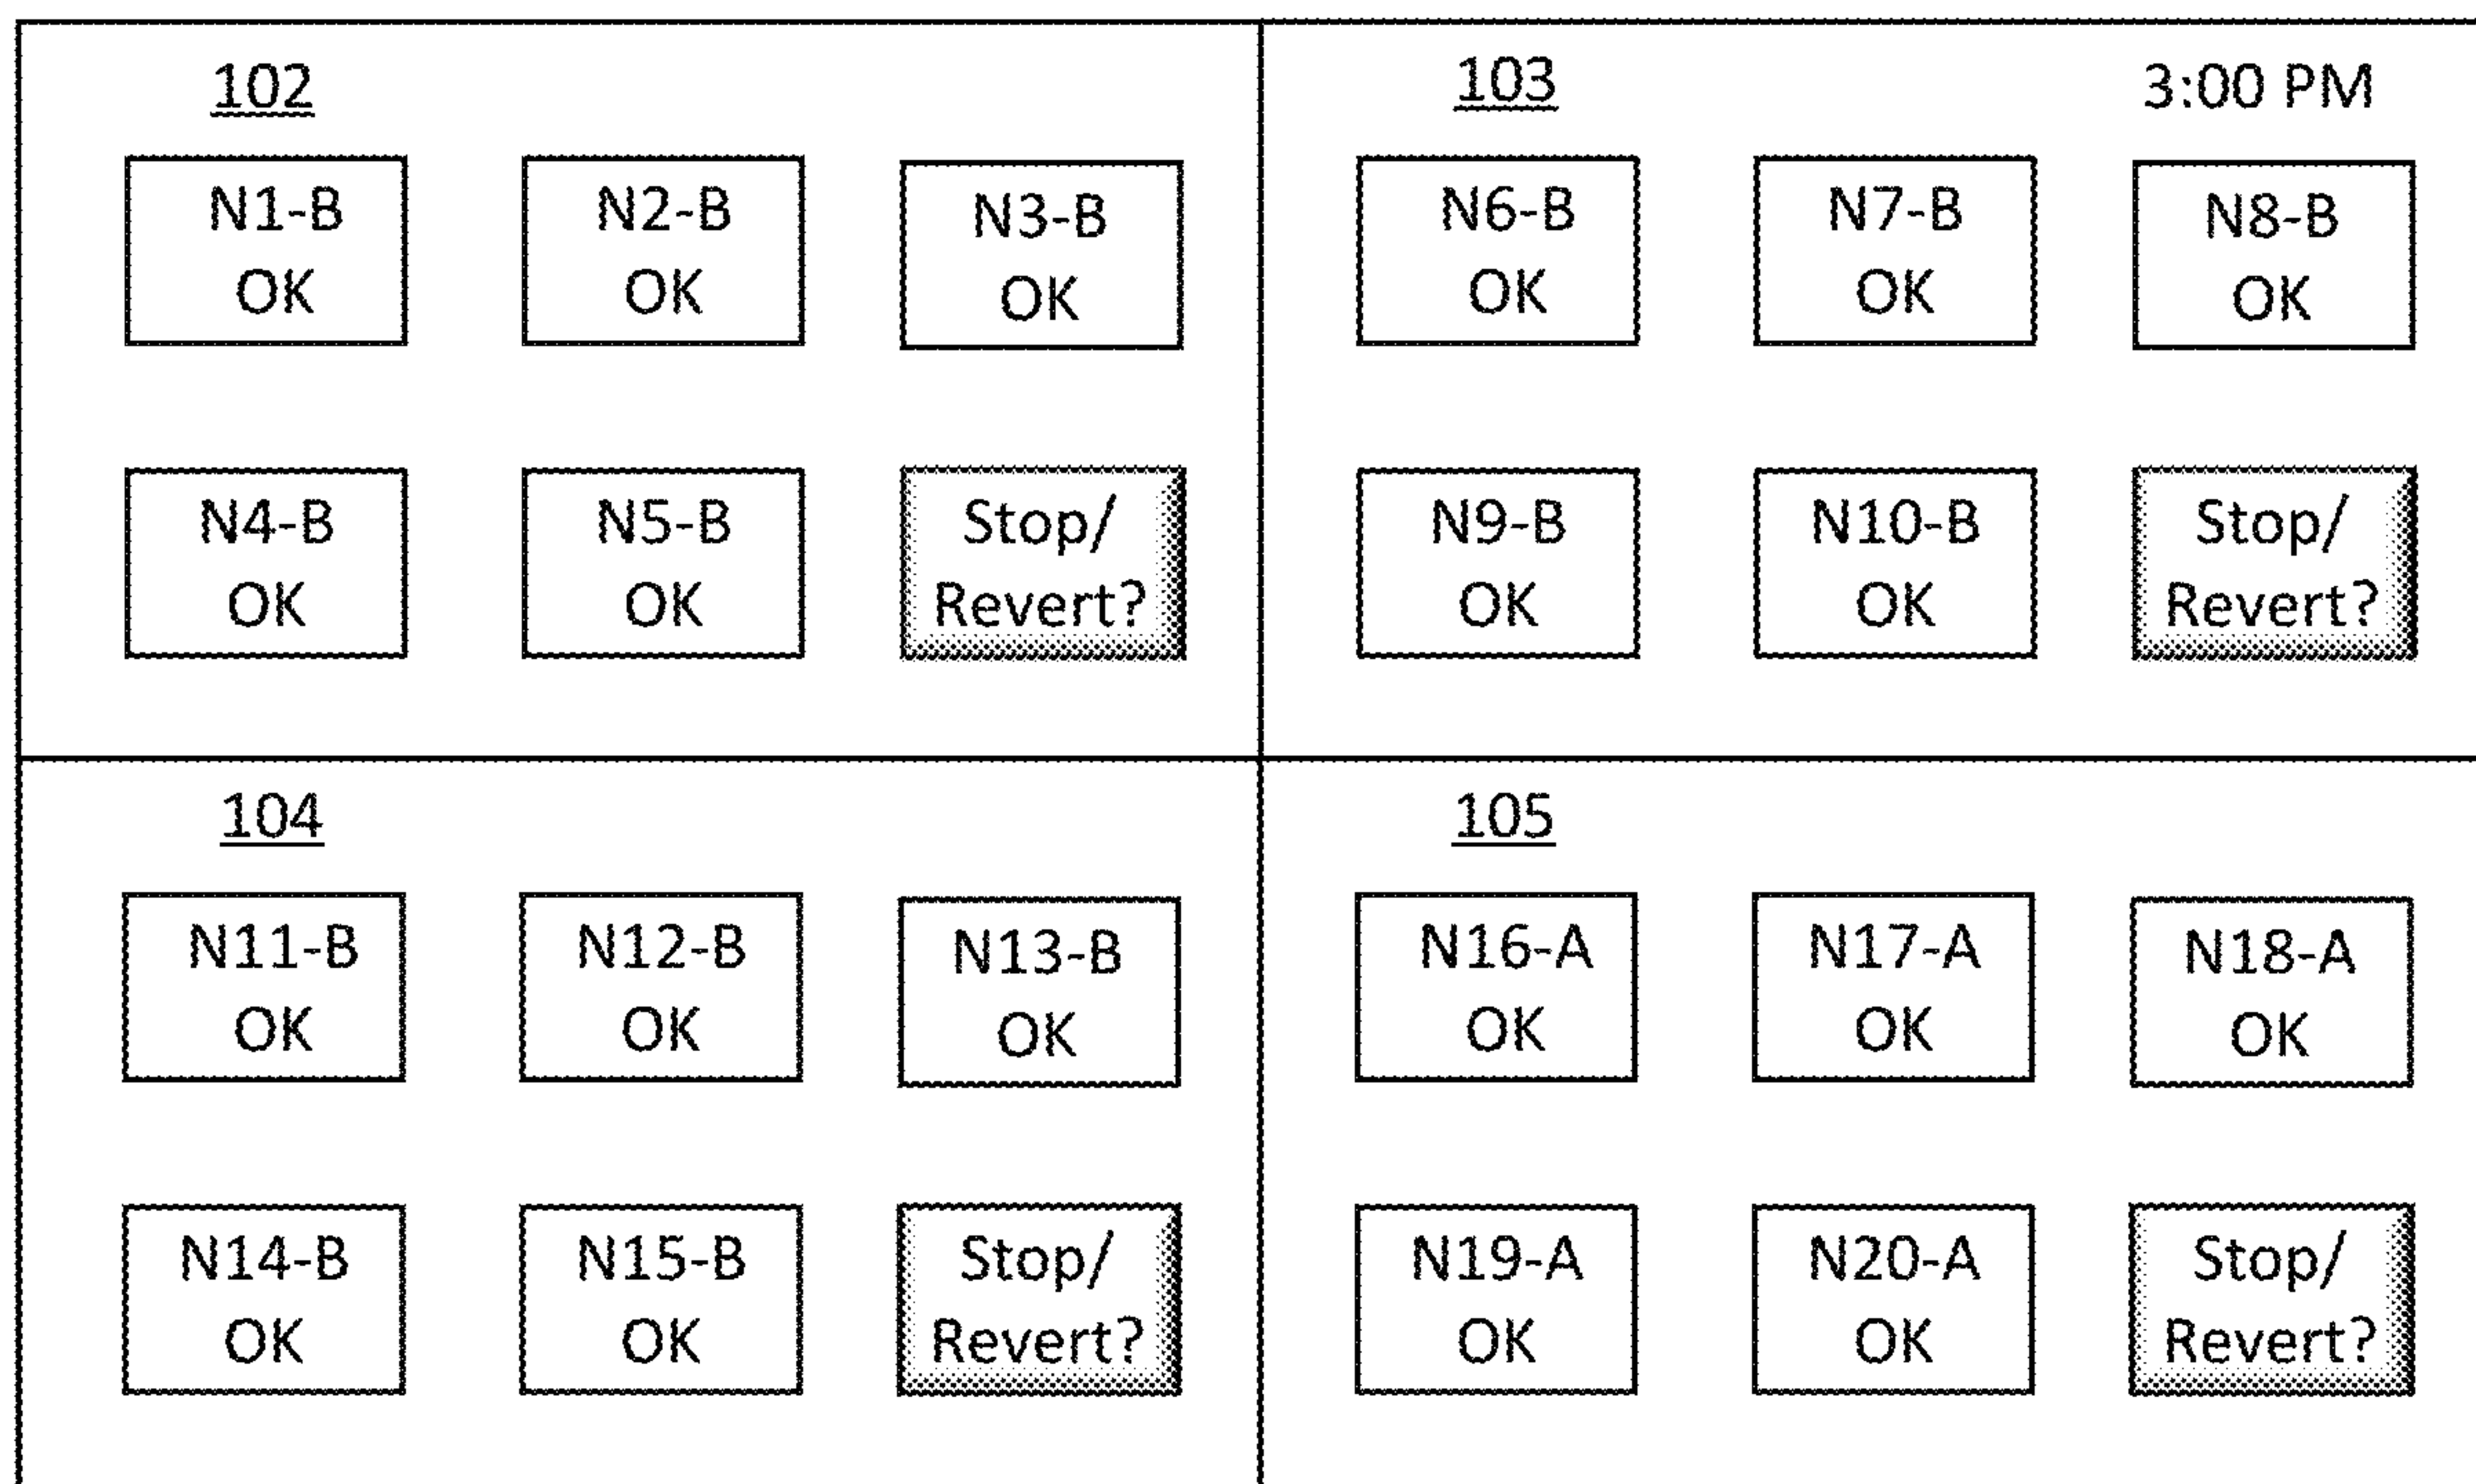 102
N1-B
OK
N2-B
OK
N3-B
OK
N4-B
OK
N5-B
OK
Stop/
Revert?
103
3:00 PM
N6-B
OK
N7-B
OK
N8-B
OK
N9-B
OK
N10-B
OK
Stop/
Revert?
104
N11-B
OK
N12-B
OK
N13-B
OK
N14-B
OK
N15-B
OK
Stop/
Revert?
105
N16-A
OK
N17-A
OK
N18-A
OK
N19-A
OK
N20-A
OK
Stop/
Revert?